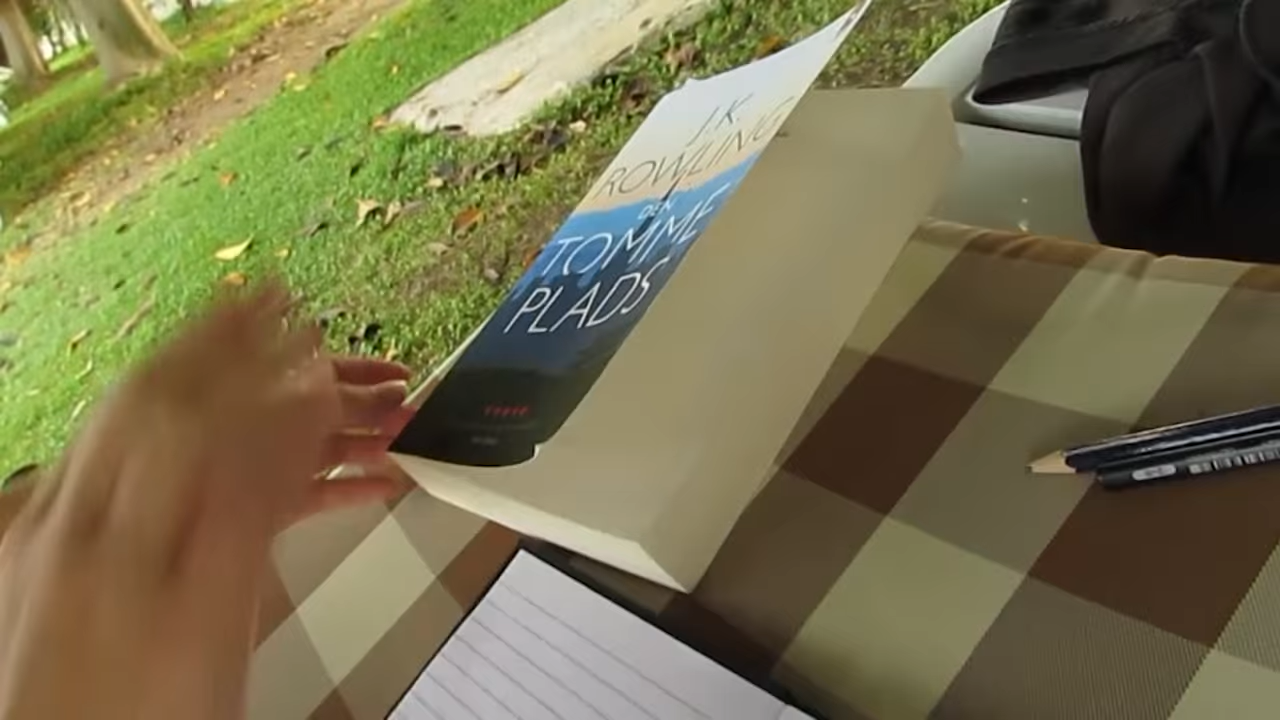 J.K.
ROWLING
DEN
TOMME
PLADS